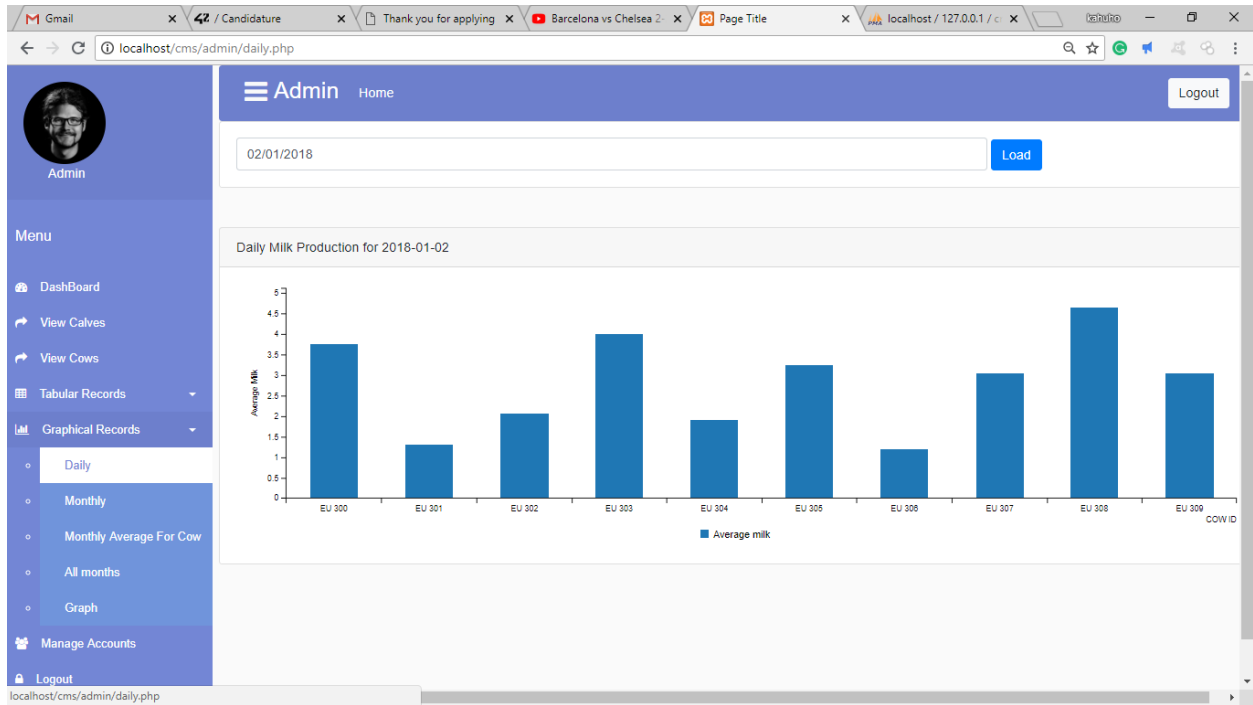 Gmail
42 / Candidature
Thank you for applying
Barcelona vs Chelsea 2-
Page Title
localhost / 127.0.0.1 / c
kahuho
localhost/cms/admin/daily.php
Admin
Admin Home
Logout
02/01/2018
Load
Menu
DashBoard
View Calves
View Cows
Tabular Records
Graphical Records
Daily
Monthly
Monthly Average For Cow
All months
Graph
Manage Accounts
Logout
Daily Milk Production for 2018-01-02
5
4.5
4
3.5
3
2.5
2
1.5
1
0.5
0
Average Milk
EU 300 EU 301 EU 302 EU 303 EU 304 EU 305 EU 306 EU 307 EU 308 EU 309
COW ID
Average milk
localhost/cms/admin/daily.php